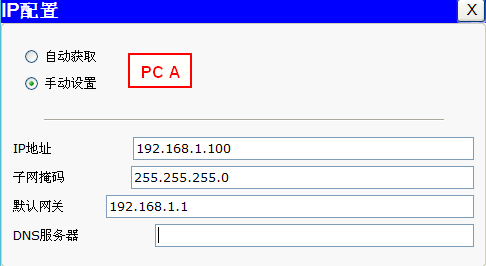 IP配置 X
自动获取
PC A
手动设置
IP地址 192.168.1.100
子网掩码 255.255.255.0
默认网关 192.168.1.1
DNS服务器